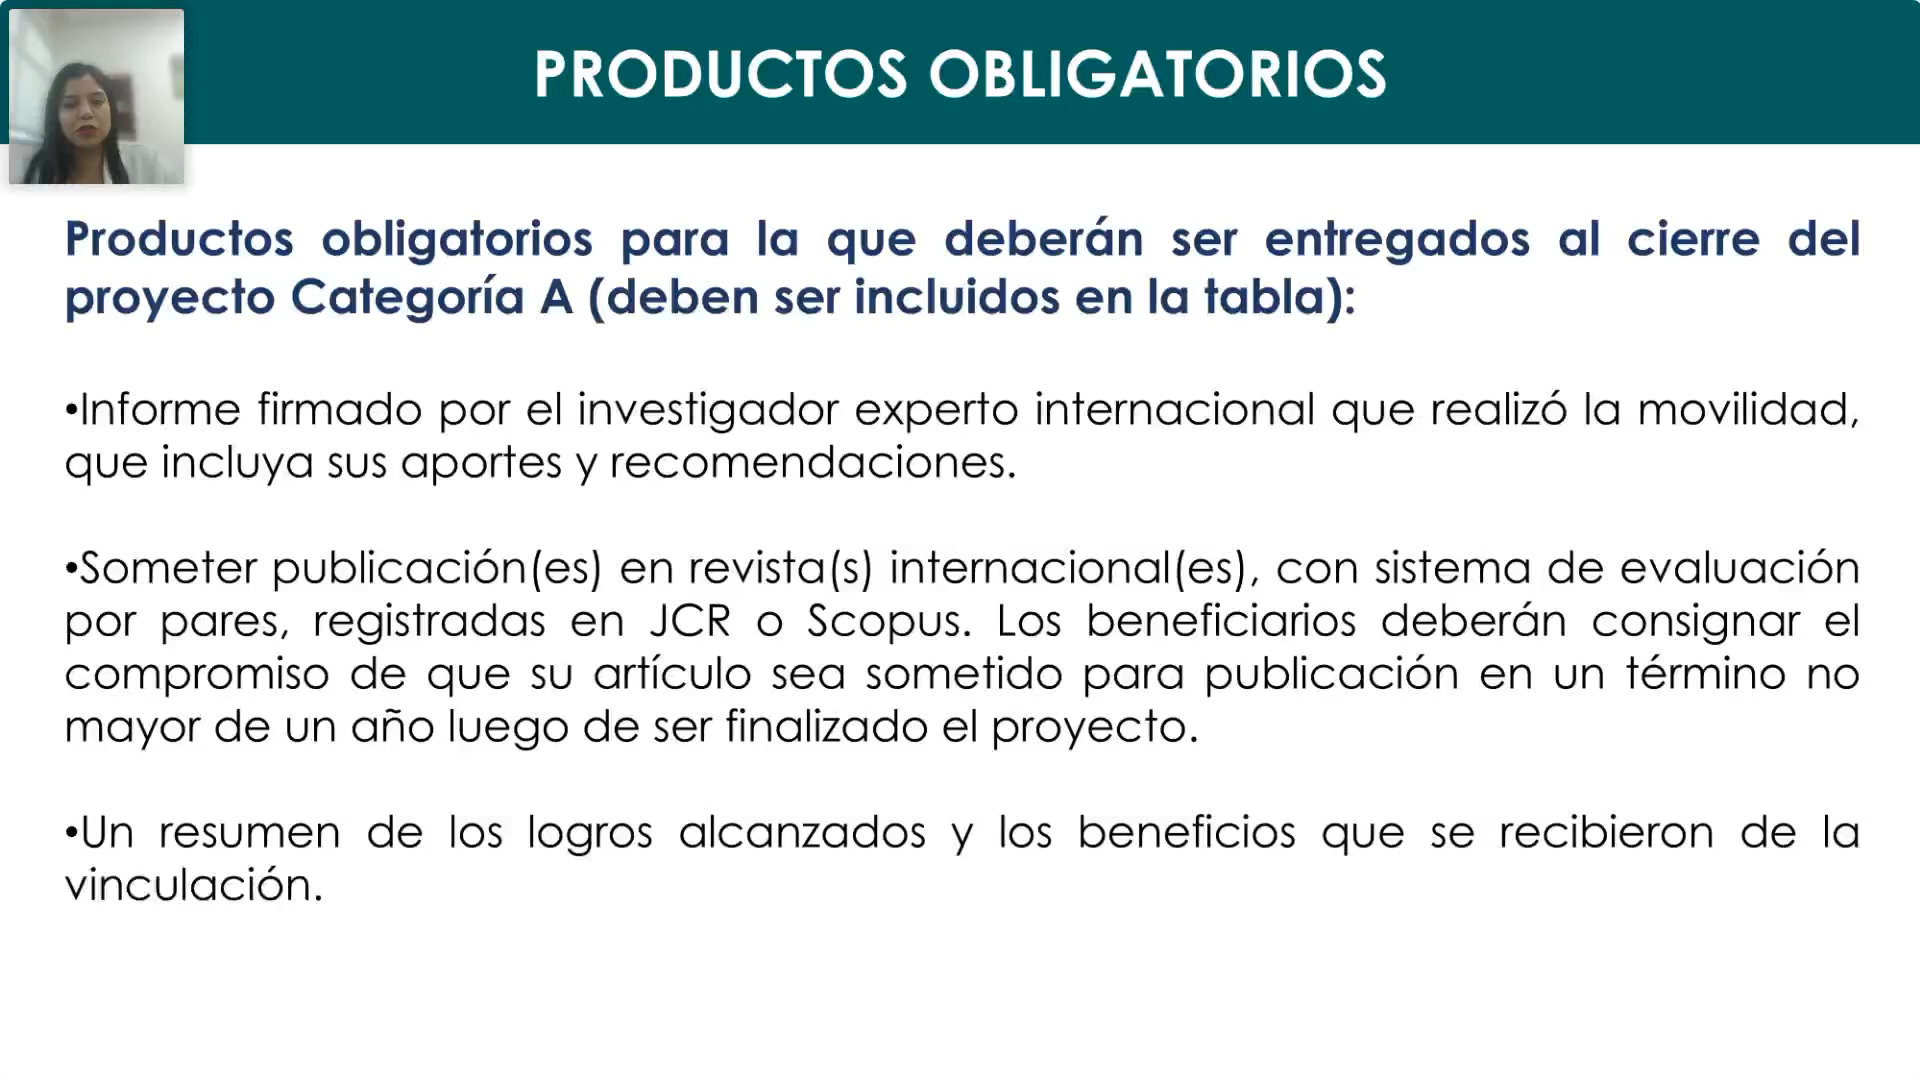 PRODUCTOS OBLIGATORIOS
Productos obligatorios para la que deberán ser entregados al cierre del
proyecto Categoría A (deben ser incluidos en la tabla):
•Informe firmado por el investigador experto internacional que realizó la movilidad,
que incluya sus aportes y recomendaciones.
•Someter publicación(es) en revista(s) internacional(es), con sistema de evaluación
por pares, registradas en JCR o Scopus. Los beneficiarios deberán consignar el
compromiso de que su artículo sea sometido para publicación en un término no
mayor de un año luego de ser finalizado el proyecto.
•Un resumen de los logros alcanzados y los beneficios que se recibieron de la
vinculación.